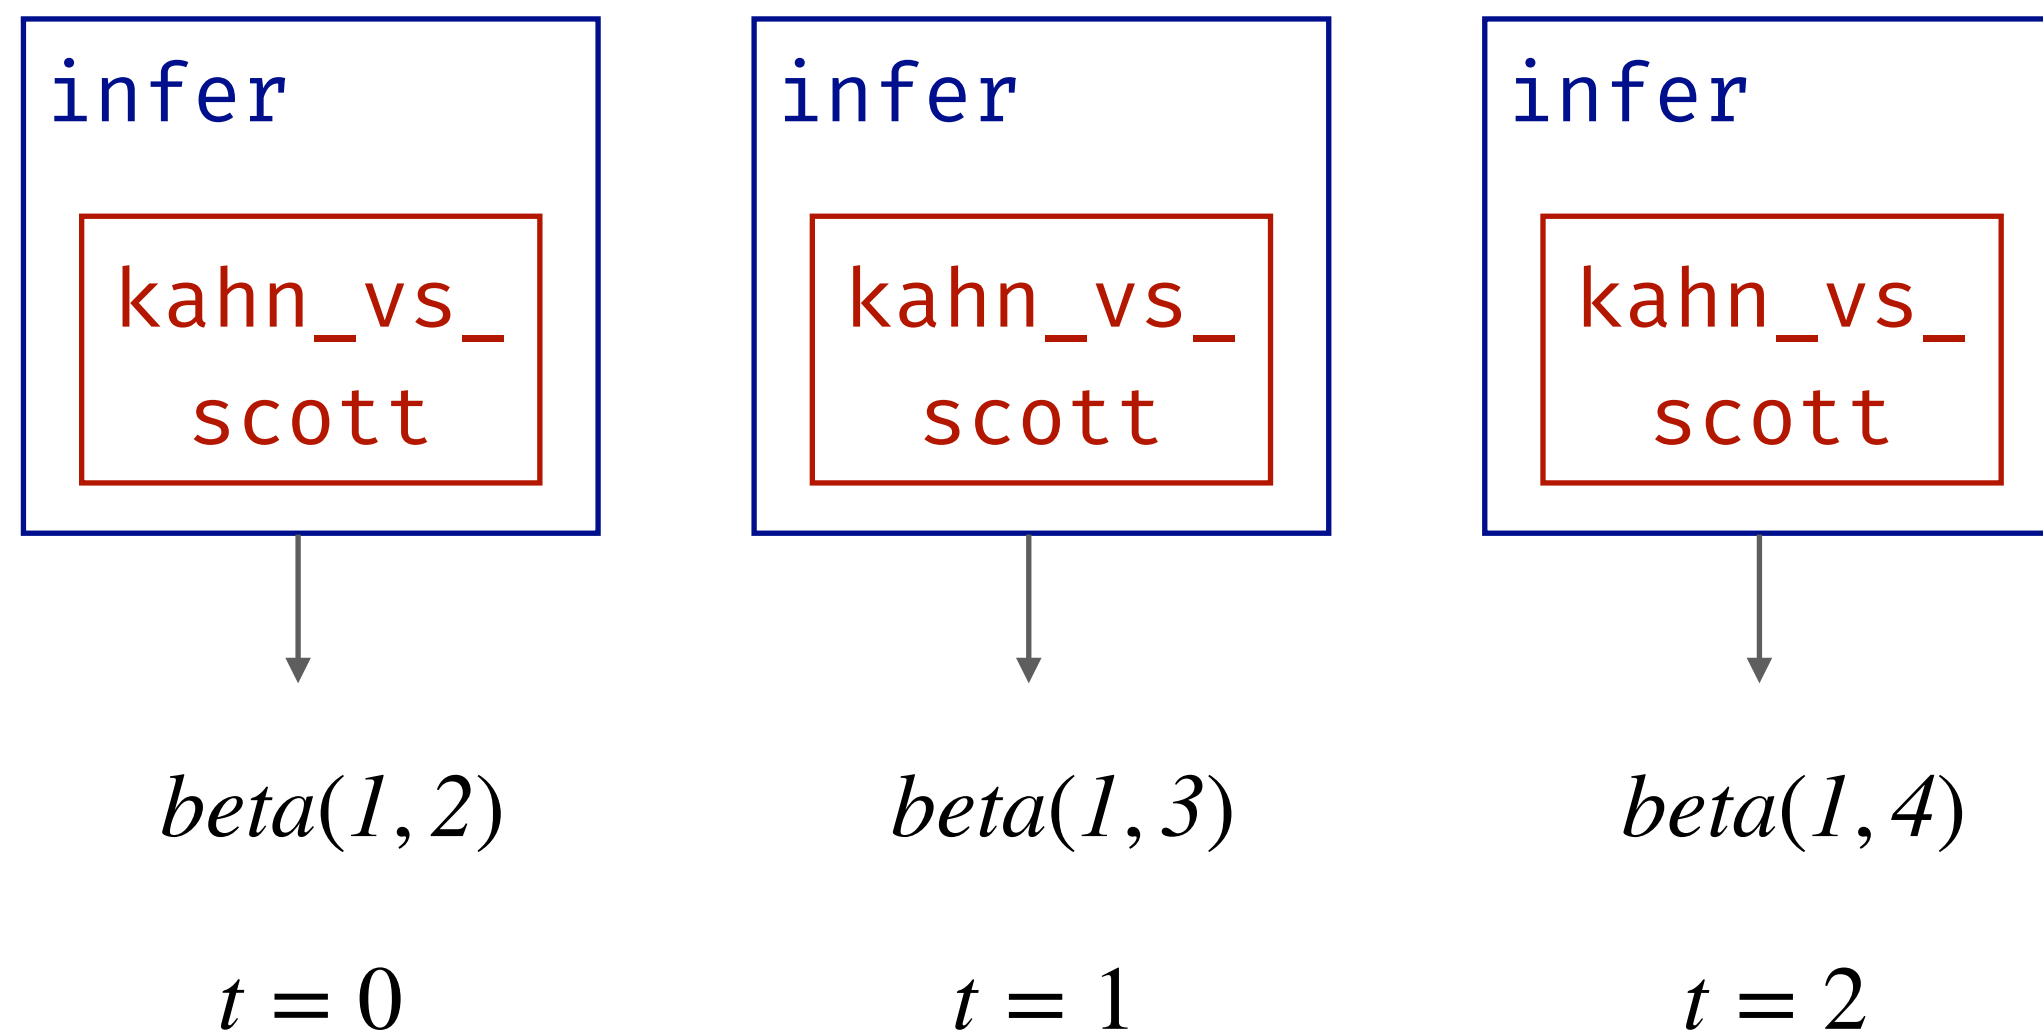 infer
kahn_vs_
scott
beta(1, 2)
t = 0
infer
kahn_vs_
scott
beta(1, 3)
t = 1
infer
kahn_vs_
scott
beta(1, 4)
t = 2